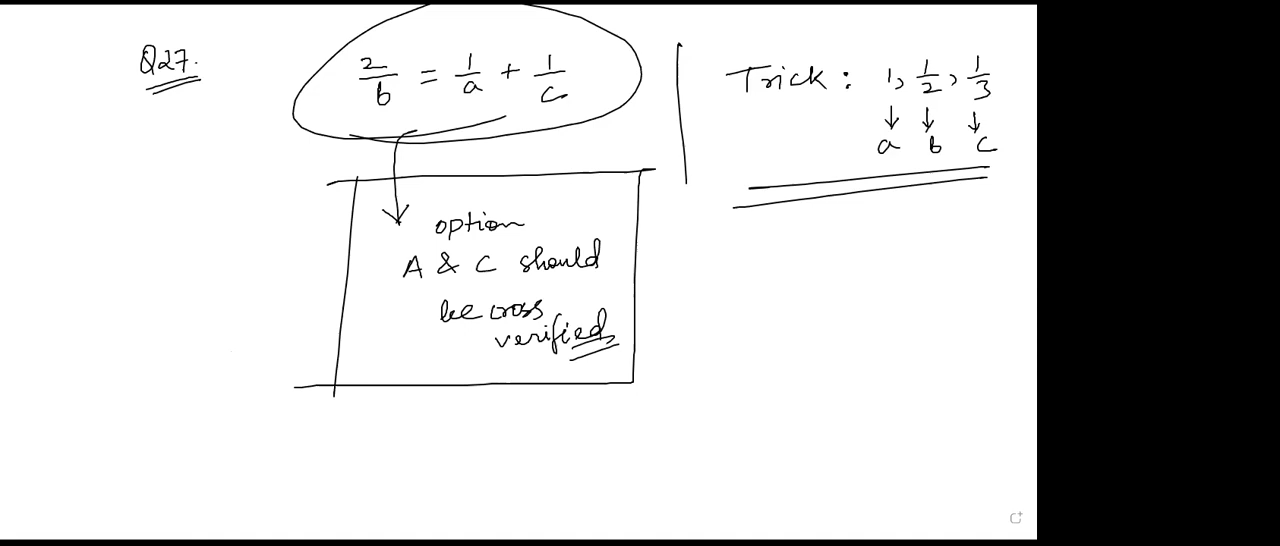 Q27.
2/b = 1/a + 1/c
Trick : 1, 1/2, 1/3
↓ ↓ ↓
a b c
option
A & C should
be cross
verified